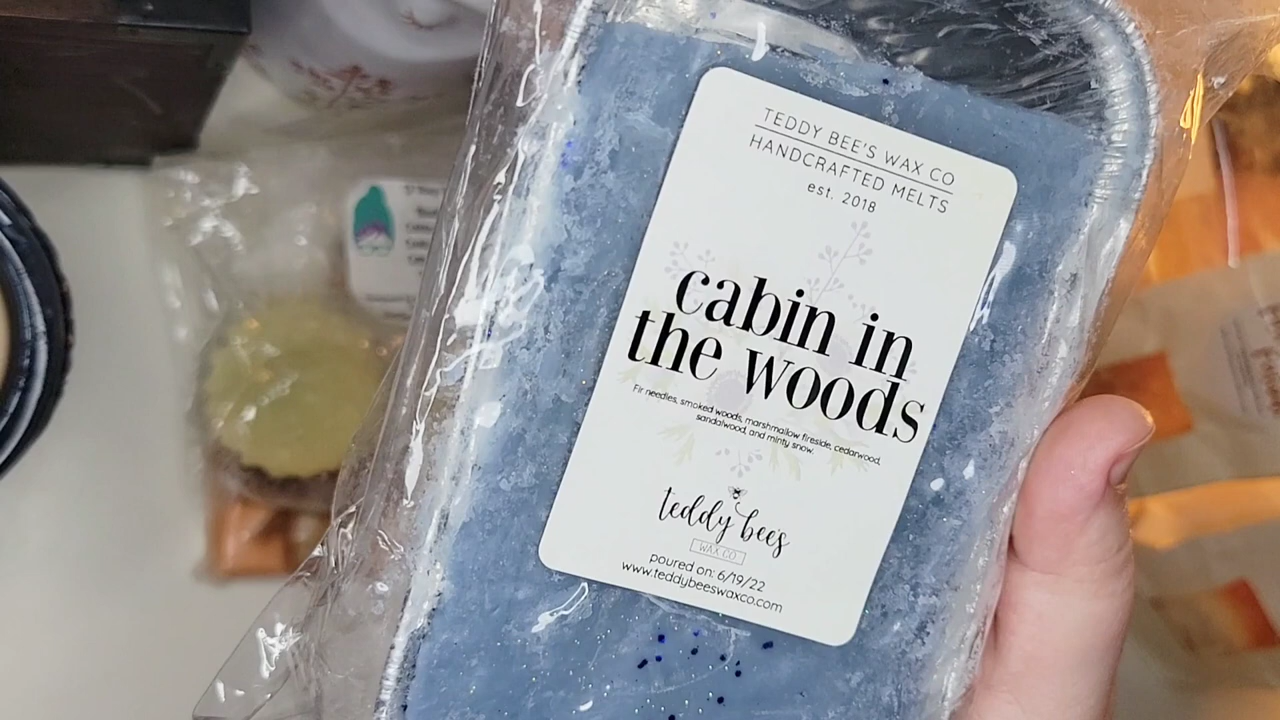 TEDDY BEE'S WAX CO
HANDCRAFTED MELTS
est. 2018
cabin in
the woods
Fir needles, smoked woods, marshmallow fireside, cedarwood,
sandalwood, and minty snow.
teddy bee's
WAX CO
poured on: 6/19/22
www.teddybeeswaxco.com